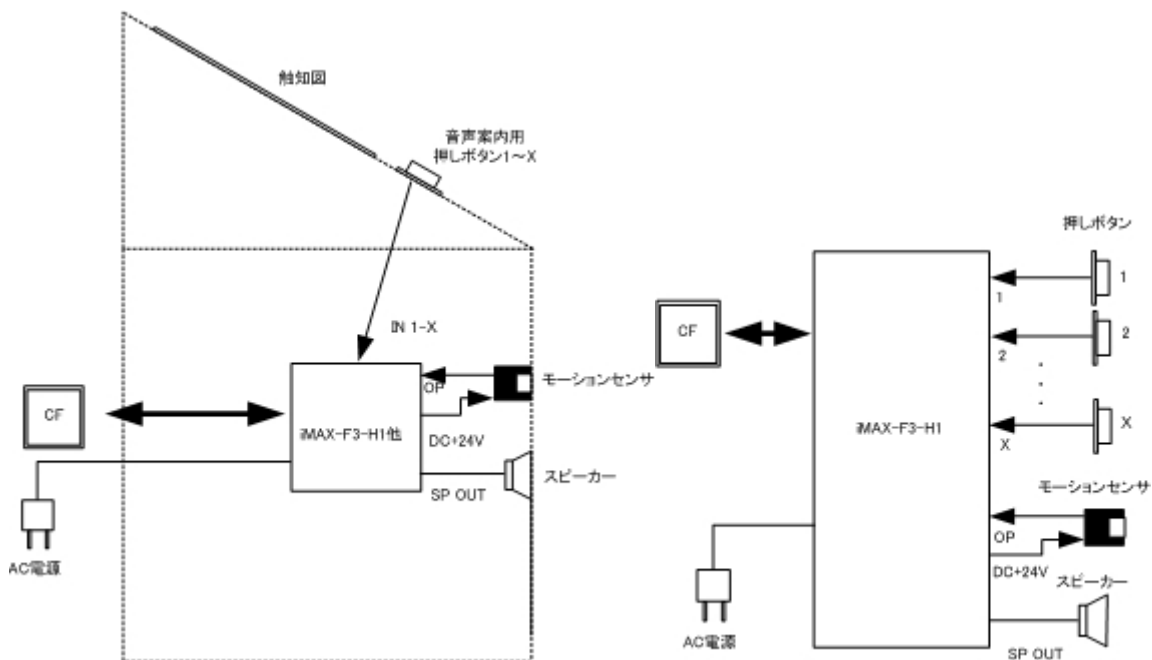 触知図
音声案内用
押しボタン1～X
IN 1-X
OP
モーションセンサ
CF
iMAX-F3-H1他
DC+24V
SP OUT
スピーカー
AC電源
押しボタン
1
1
CF
2
2
iMAX-F3-H1
X
X
モーションセンサ
OP
DC+24V
スピーカー
AC電源
SP OUT